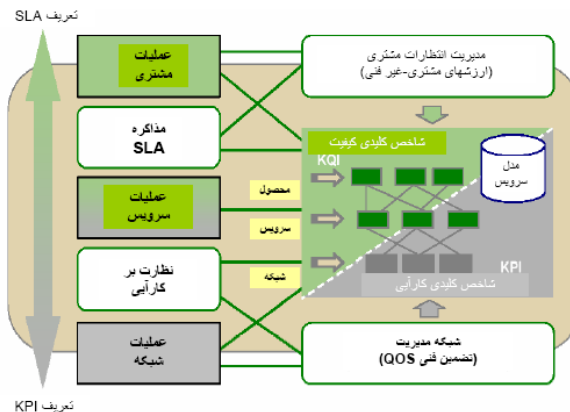 تعریف SLA
عملیات
مشتری
مدیریت انتظارات مشتری
(ارزشهای مشتری-غیر فنی)
مذاکره
SLA
شاخص کلیدی کیفیت
KQI
مدل
سرویس
محصول
عملیات
سرویس
سرویس
نظارت بر
کارآیی
شبکه
KPI
شاخص کلیدی کارآیی
عملیات
شبکه
شبکه مدیریت
(تضمین فنی QOS)
تعریف KPI